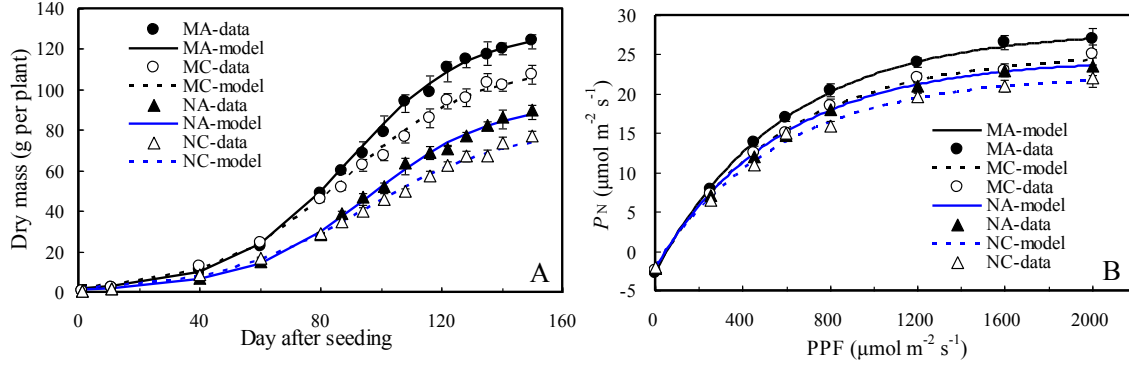 140
120
100
80
60
40
20
0
Dry mass (g per plant)
MA-data
MA-model
MC-data
MC-model
NA-data
NA-model
NC-data
NC-model
A
0 40 80 120 160
Day after seeding
30
25
20
15
10
5
0
-5
P_N (μmol m⁻² s⁻¹)
MA-model
MA-data
MC-model
MC-data
NA-model
NA-data
NC-model
NC-data
B
0 400 800 1200 1600 2000
PPF (μmol m⁻² s⁻¹)